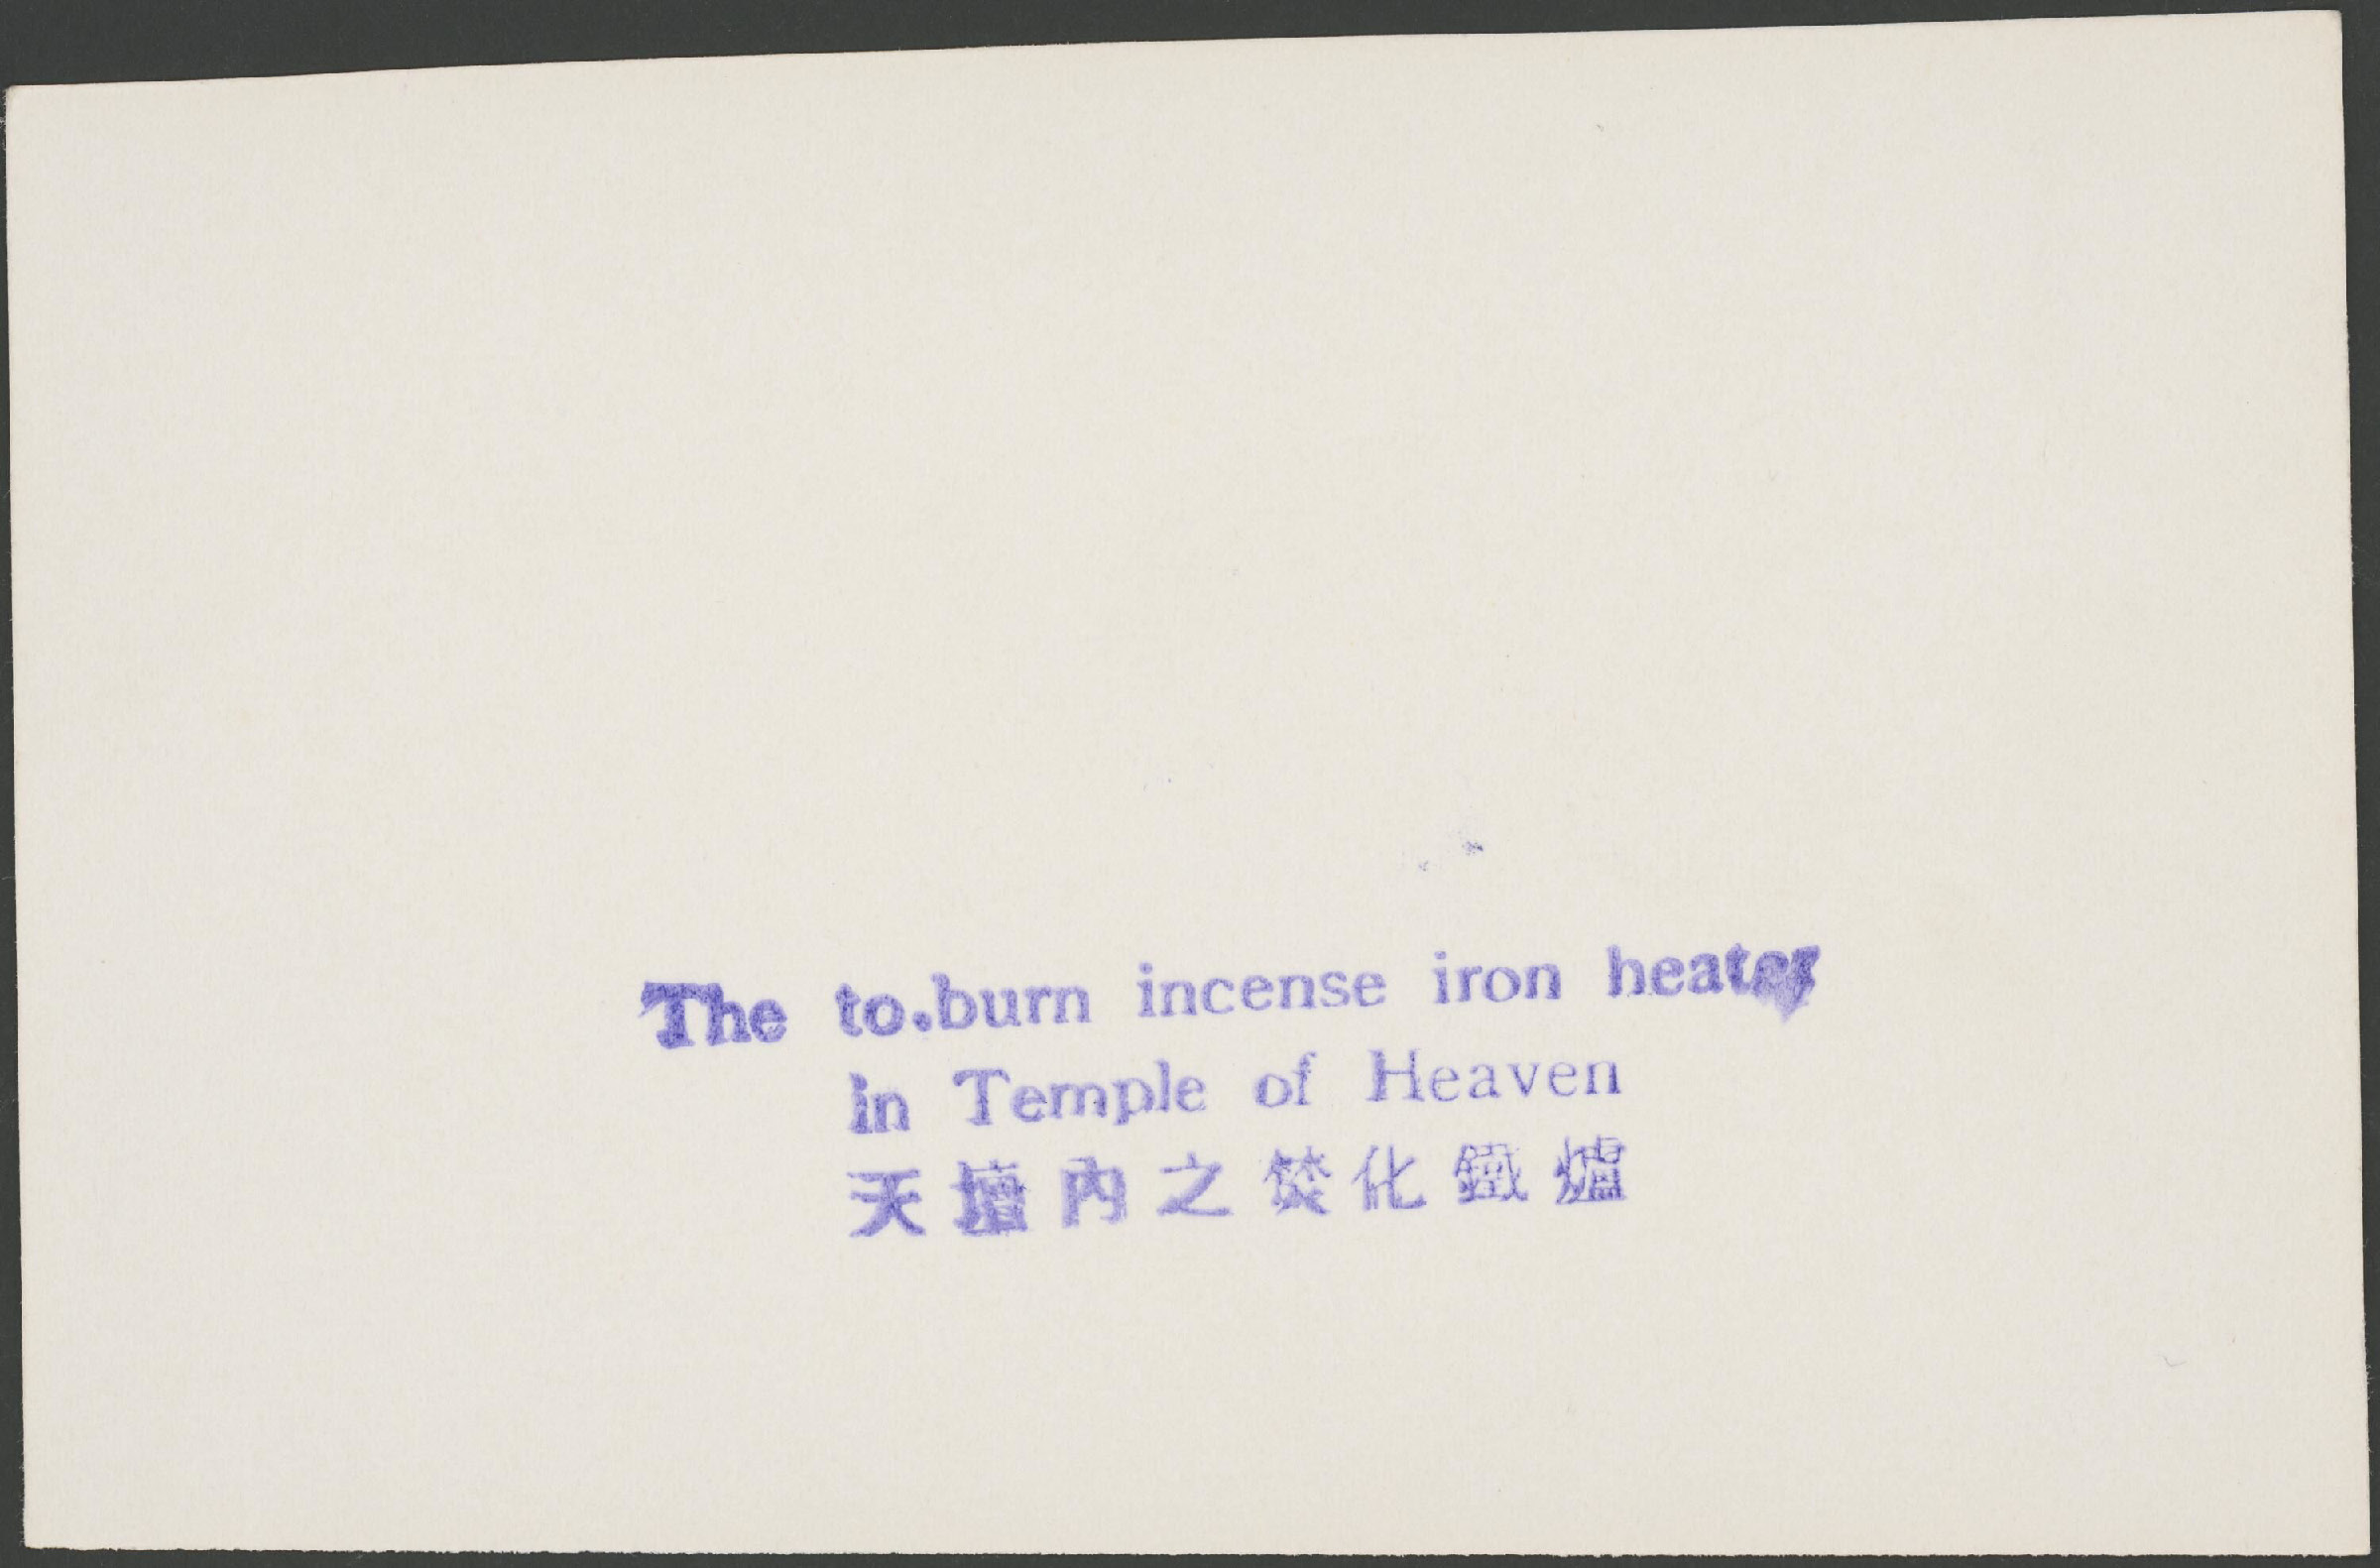 The to.burn incense iron heater
in Temple of Heaven
天壇內之焚化鐵爐